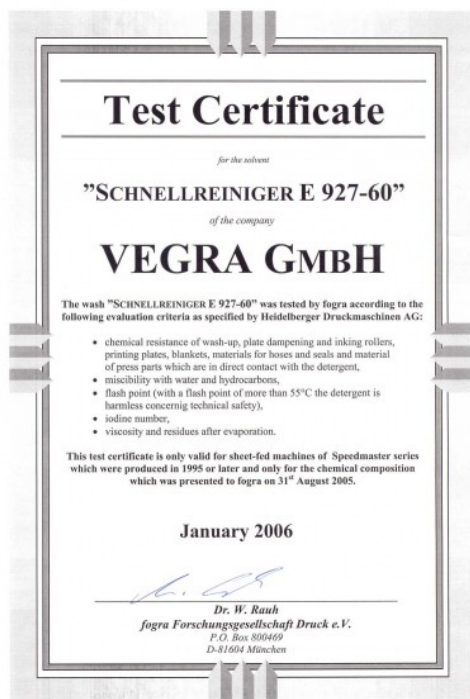 Test Certificate
for the solvent
"SCHNELLREINIGER E 927-60"
of the company
VEGRA GMBH
The wash "SCHNELLREINIGER E 927-60" was tested by fogra according to the
following evaluation criteria as specified by Heidelberger Druckmaschinen AG:
• chemical resistance of wash-up, plate dampening and inking rollers,
printing plates, blankets, materials for hoses and seals and material
of press parts which are in direct contact with the detergent,
• miscibility with water and hydrocarbons,
• flash point (with a flash point of more than 55°C the detergent is
harmless concernig technical safety),
• iodine number,
• viscosity and residues after evaporation.
This test certificate is only valid for sheet-fed machines of Speedmaster series
which were produced in 1995 or later and only for the chemical composition
which was presented to fogra on 31st August 2005.
January 2006
Dr. W. Rauh
fogra Forschungsgesellschaft Druck e.V.
P.O. Box 800469
D-81604 München